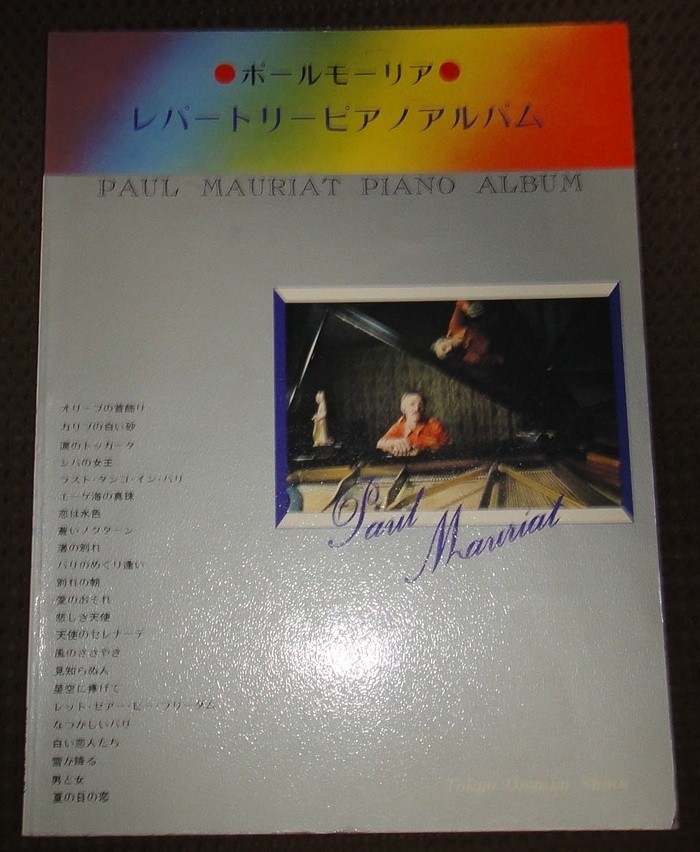 ●ポールモーリア●
レパートリーピアノアルバム
PAUL MAURIAT PIANO ALBUM
オリーブの首飾り
カリブの白い砂
涙のトッカータ
シバの女王
ラスト・タンゴ・イン・パリ
エーゲ海の真珠
恋は水色
蒼いノクターン
渚の別れ
パリのめぐり逢い
別れの朝
愛のおそれ
悲しき天使
天使のセレナーデ
風のささやき
見知らぬ人
星空に捧げて
レット・ゼアー・ビー・フリーダム
なつかしいパリ
白い恋人たち
雪が降る
男と女
夏の日の恋
Paul
Mauriat
Tokyo